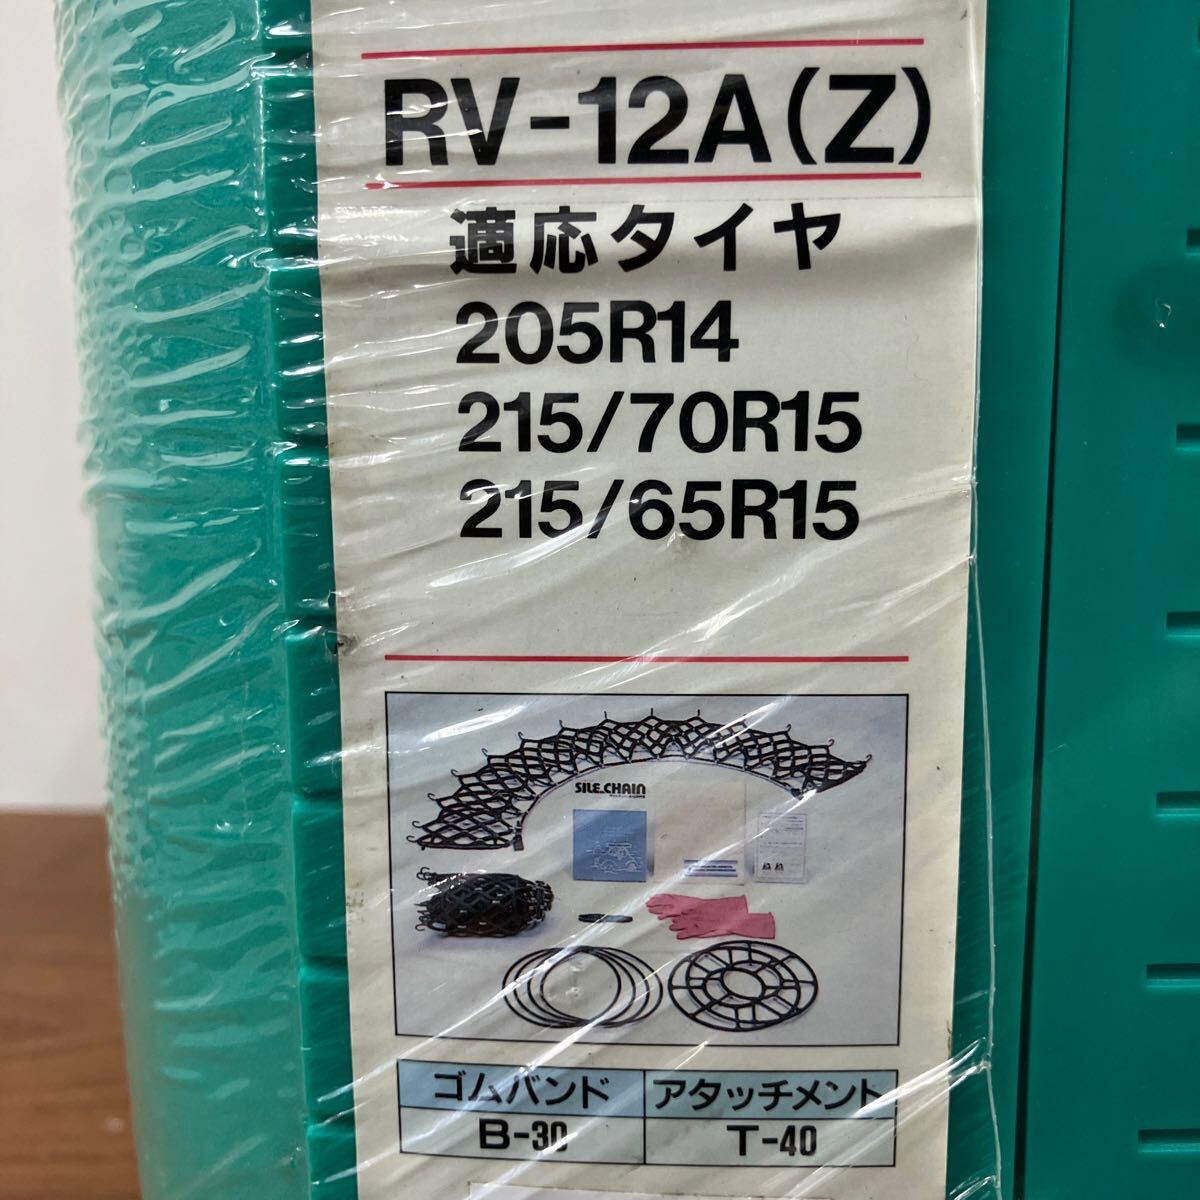 RV-12A(Z)
適応タイヤ
205R14
215/70R15
215/65R15
SILE.CHAIN
ゴムバンド アタッチメント
B-30 T-40